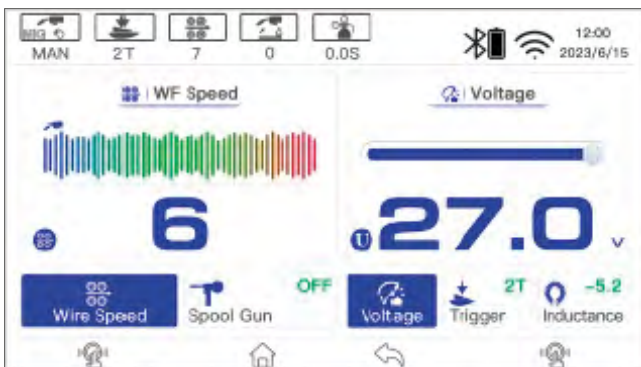 MIG
MAN 2T 7 0 0.0S
12:00
2023/6/15
WF Speed
Voltage
6
U 27.0 V
Wire Speed
Spool Gun OFF
Voltage
Trigger 2T
Inductance -5.2